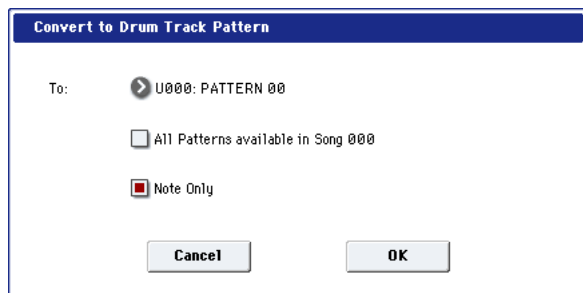 Convert to Drum Track Pattern
To: U000: PATTERN 00
All Patterns available in Song 000
Note Only
Cancel OK